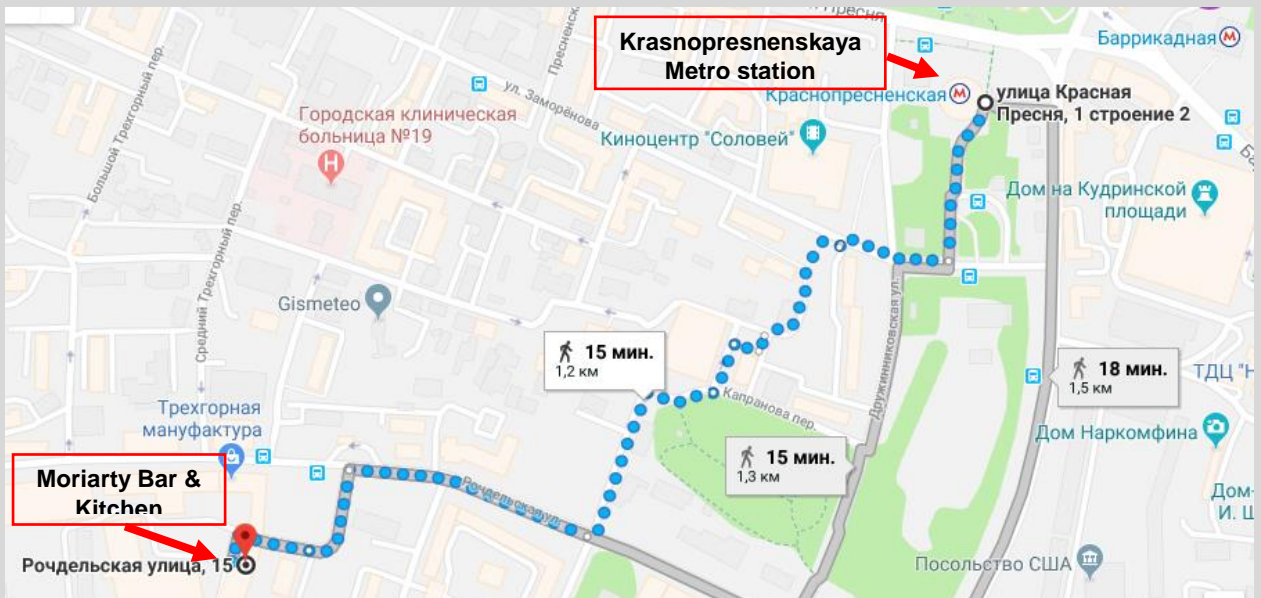 Пресня
Krasnopresnenskaya
Metro station
Баррикадная
М
Краснопресненская
М
улица Красная
Пресня, 1 строение 2
Пресненский
ул. Заморёнова
Городская клиническая
больница №19
H
Киноцентр "Соловей"
Большой Трехгорный пер.
Средний Трехгорный пер.
Дом на Кудринской
площади
Gismeteo
Дружинниковская ул.
15 мин.
1,2 км
18 мин.
1,5 км
ТДЦ "Н
Капранова пер.
Трехгорная
мануфактура
15 мин.
1,3 км
Дом Наркомфина
Moriarty Bar &
Kitchen
Рочдельская ул.
Дом-
И. Ш
Рочдельская улица, 15
Посольство США